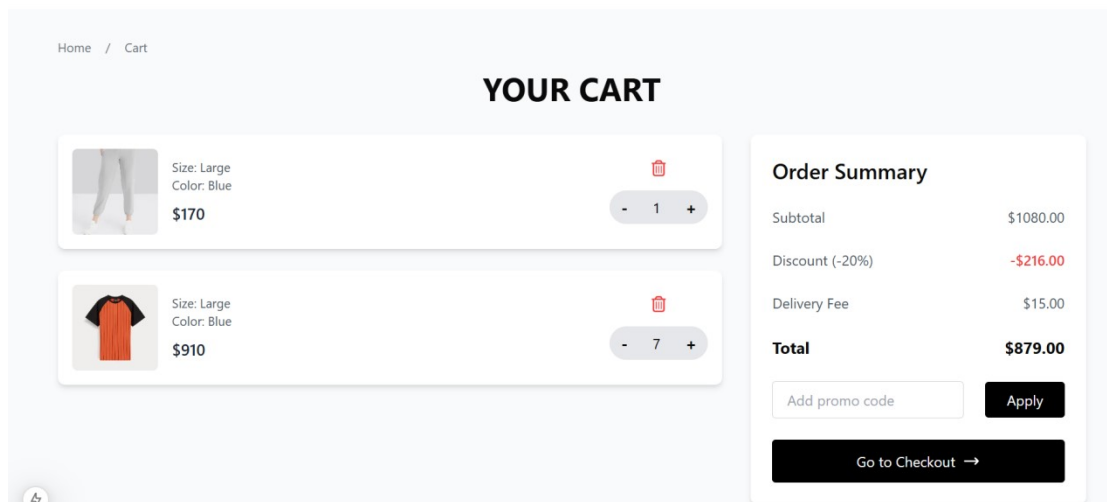 Home / Cart
YOUR CART
Size: Large
Color: Blue
$170
- 1 +
Size: Large
Color: Blue
$910
- 7 +
Order Summary
Subtotal $1080.00
Discount (-20%) -$216.00
Delivery Fee $15.00
Total $879.00
Add promo code Apply
Go to Checkout →